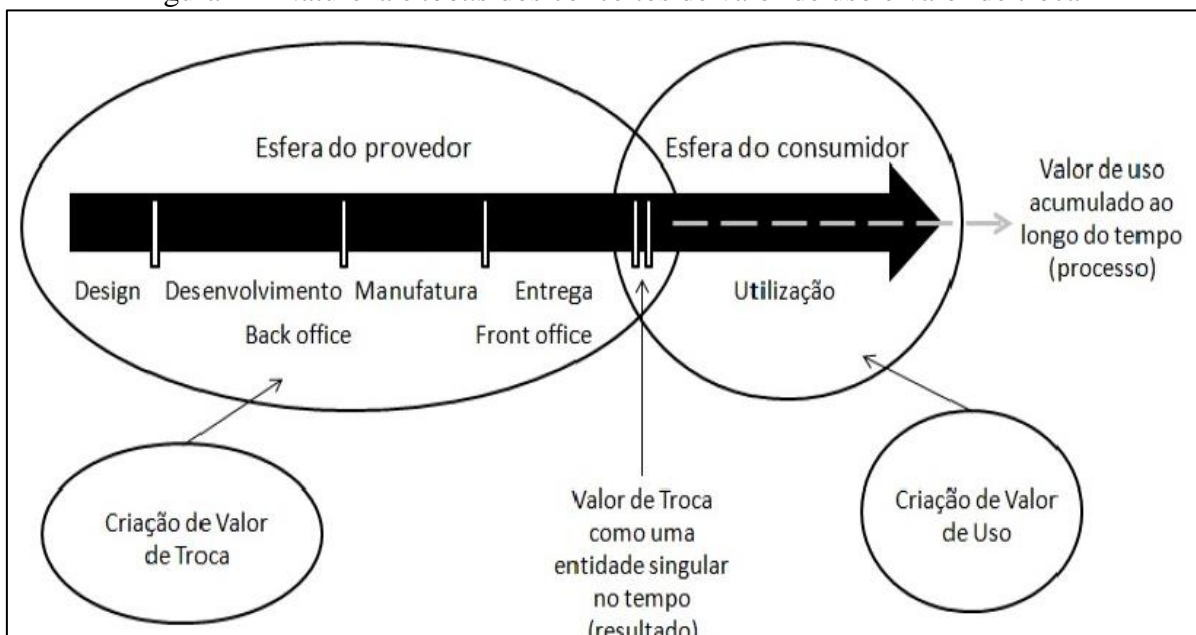 Esfera do provedor
Esfera do consumidor
Design
Desenvolvimento
Manufatura
Entrega
Utilização
Back office
Front office
Valor de uso
acumulado ao
longo do tempo
(processo)
Criação de Valor
de Troca
Valor de Troca
como uma
entidade singular
no tempo
(resultado)
Criação de Valor
de Uso